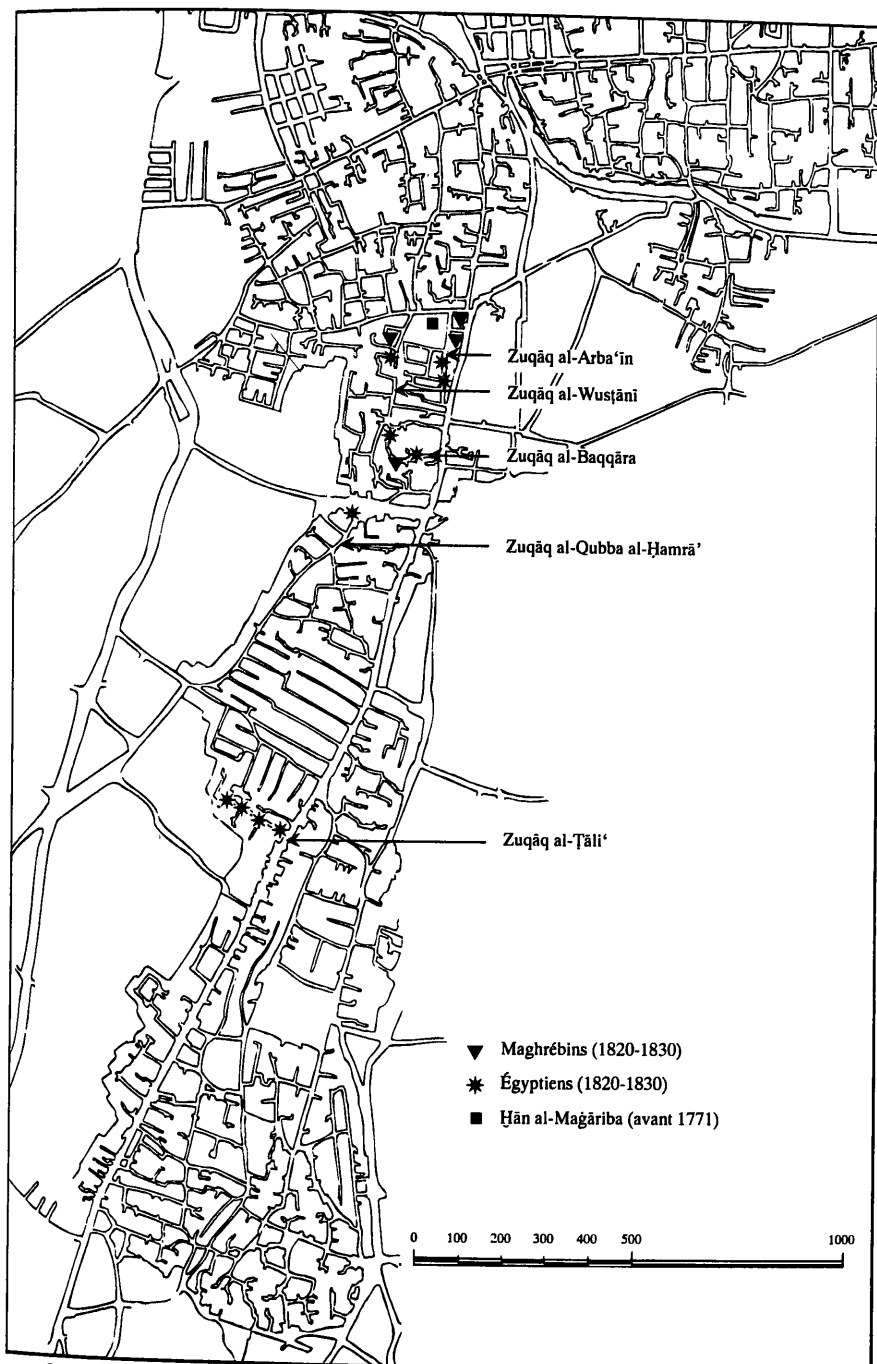 Zuqāq al-Arba‘īn
Zuqāq al-Wusṭānī
Zuqāq al-Baqqāra
Zuqāq al-Qubba al-Ḥamrā’
Zuqāq al-Ṭāli‘
Maghrébins (1820-1830)
Égyptiens (1820-1830)
Ḫān al-Maġāriba (avant 1771)
0 100 200 300 400 500 1000